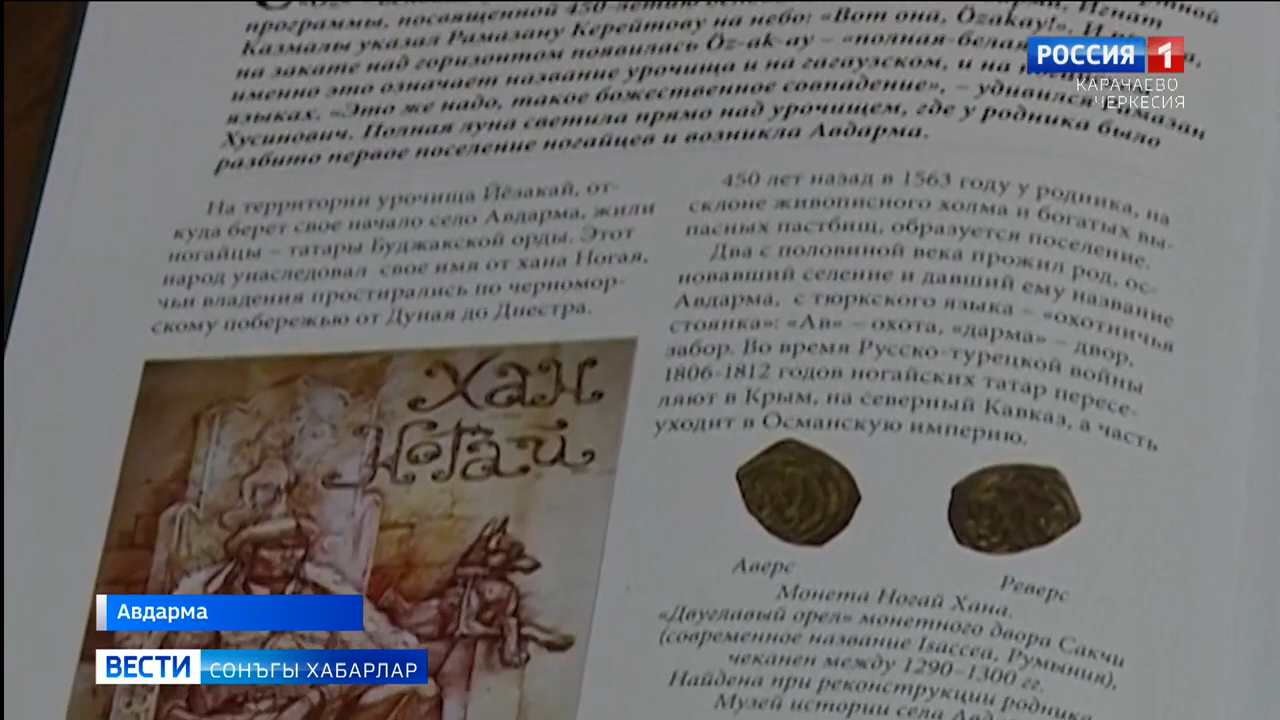 программы, посвященной 450-летию
Казмалы указал Рамазану Керейтову на небо: «Вот она, Özakay!». И
на закате над горизонтом появилась Öz-ak-ay – «полная-белая
именно это означает название урочища и на гагаузском, и на
языках. «Это же надо, такое божественное совпадение», – удивился Рамазан
Хусинович. Полная луна светила прямо над урочищем, где у родника было
разбито первое поселение ногайцев и возникла Авдарма.
На территории урочища Йёзакай, от-
куда берет свое начало село Авдарма, жили
ногайцы – татары Буджакской орды. Этот
народ унаследовал свое имя от хана Ногая,
чьи владения простирались по черномор-
скому побережью от Дуная до Днестра.
450 лет назад в 1563 году у родника, на
склоне живописного холма и богатых вы-
пасных пастбищ, образуется поселение.
Два с половиной века прожил род, ос-
новавший селение и давший ему название
Авдарма, с тюркского языка – «охотничья
стоянка»: «Ав» – охота, «дарма» – двор,
забор. Во время Русско-турецкой войны
1806-1812 годов ногайских татар пересе-
ляют в Крым, на северный Кавказ, а часть
уходит в Османскую империю.
Хан
Ногай
Аверс
Реверс
Монета Ногай Хана.
«Двуглавый орел» монетного двора Сакчи
(современное название Isaccea, Румыния),
чеканен между 1290–1300 гг.
Найдена при реконструкции родника
Музей истории села
РОССИЯ 1
КАРАЧАЕВО
ЧЕРКЕСИЯ
Авдарма
ВЕСТИ СОНЪГЫ ХАБАРЛАР